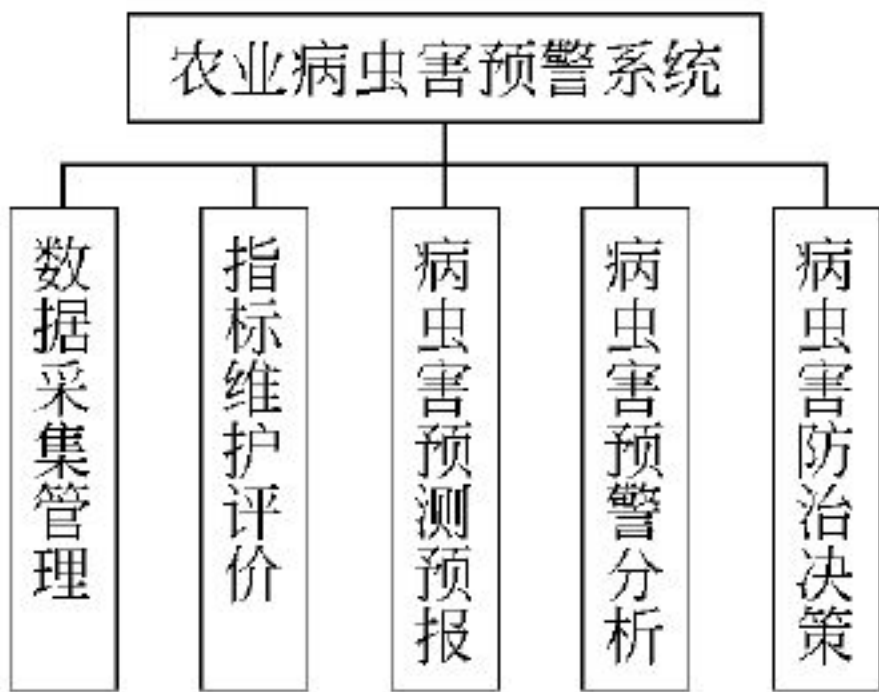 农业病虫害预警系统
数据采集管理
指标维护评价
病虫害预测预报
病虫害预警分析
病虫害防治决策